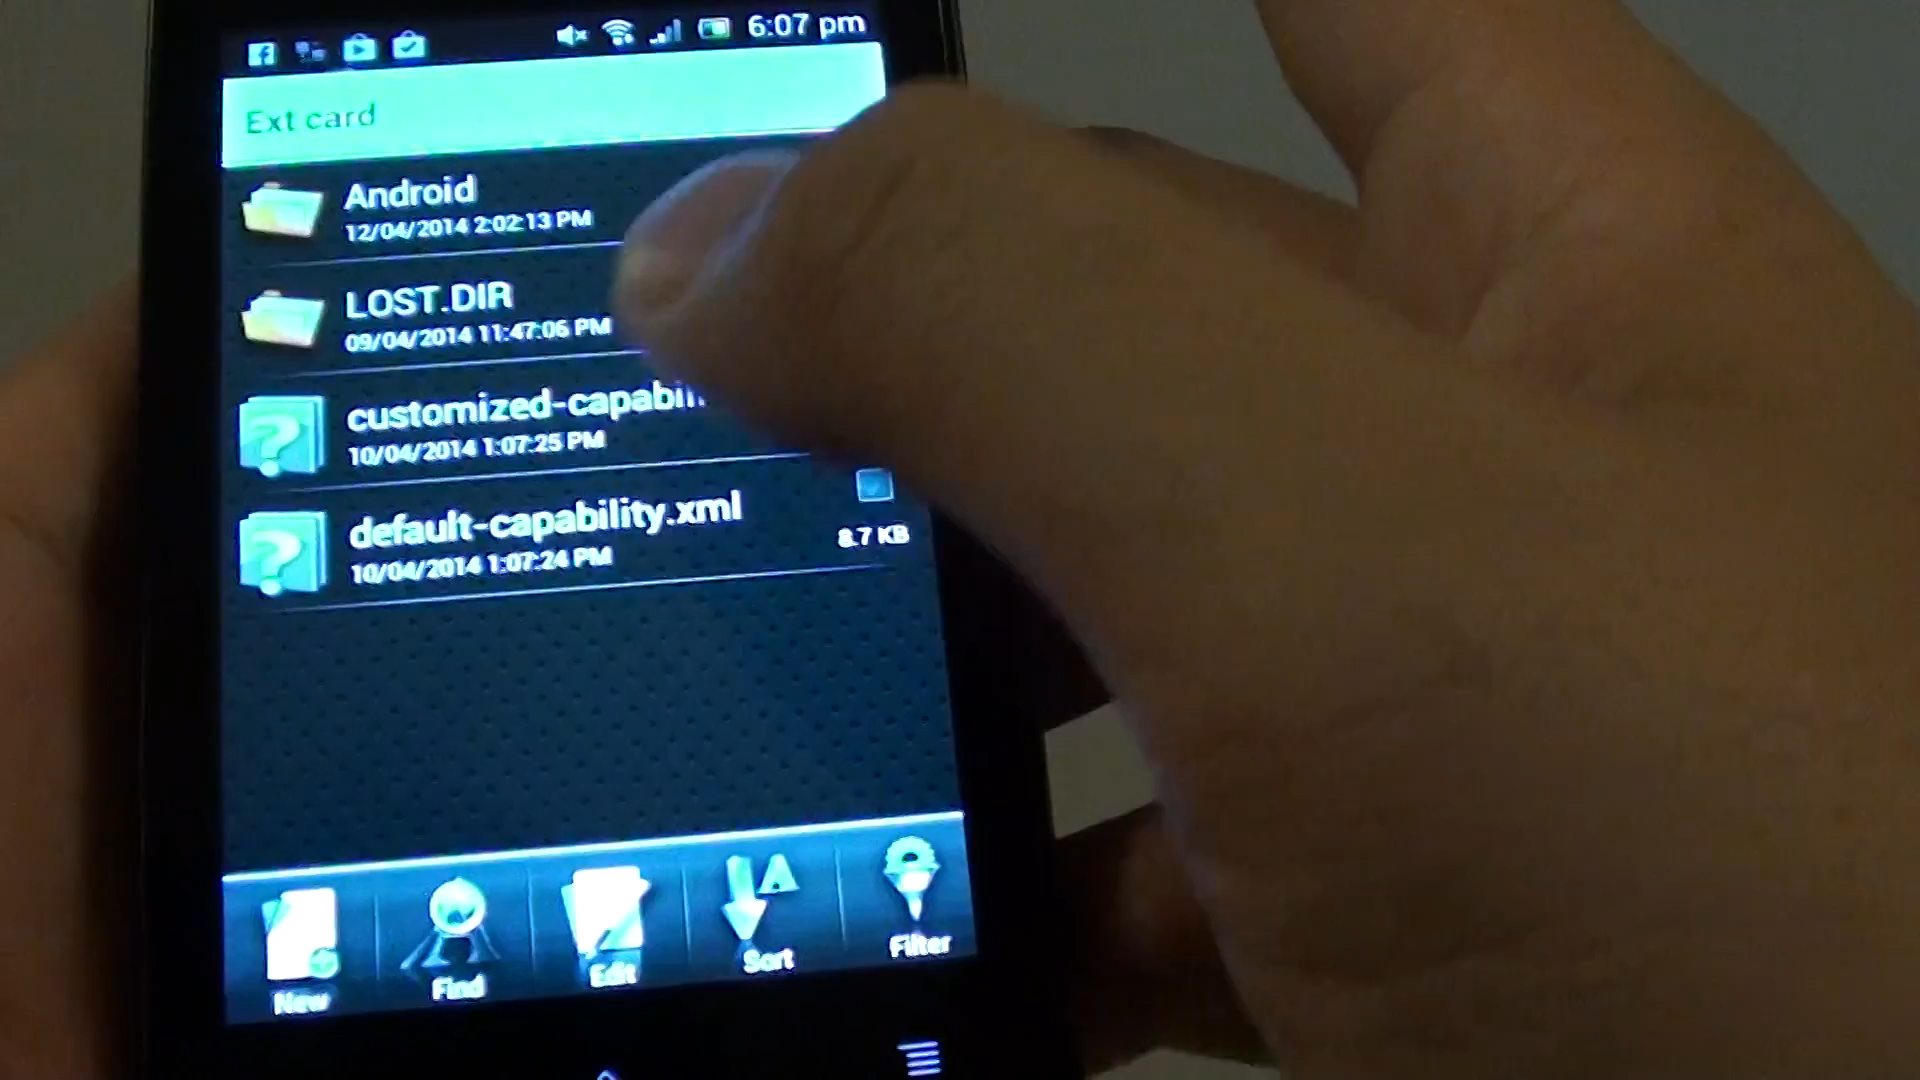 6:07 pm
Ext card
Android
12/04/2014 2:02:13 PM
LOST.DIR
09/04/2014 11:47:06 PM
customized-capabil
10/04/2014 1:07:25 PM
default-capability.xml
10/04/2014 1:07:24 PM
8.7 KB
New
Find
Edit
Sort
Filter